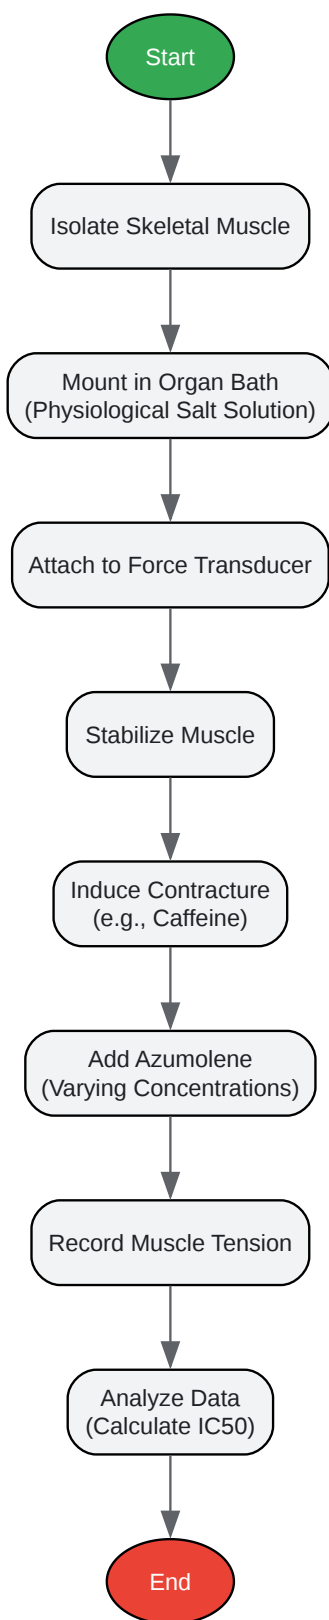 Start
Isolate Skeletal Muscle
Mount in Organ Bath
(Physiological Salt Solution)
Attach to Force Transducer
Stabilize Muscle
Induce Contracture
(e.g., Caffeine)
Add Azumolene
(Varying Concentrations)
Record Muscle Tension
Analyze Data
(Calculate IC50)
End